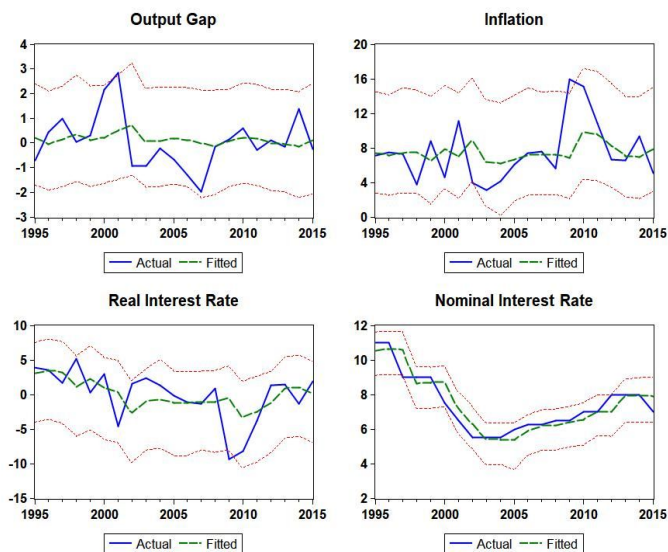 Output Gap
4
3
2
1
0
-1
-2
-3
1995 2000 2005 2010 2015
Actual Fitted
Inflation
20
16
12
8
4
0
1995 2000 2005 2010 2015
Actual Fitted
Real Interest Rate
10
5
0
-5
-10
-15
1995 2000 2005 2010 2015
Actual Fitted
Nominal Interest Rate
12
10
8
6
4
2
1995 2000 2005 2010 2015
Actual Fitted